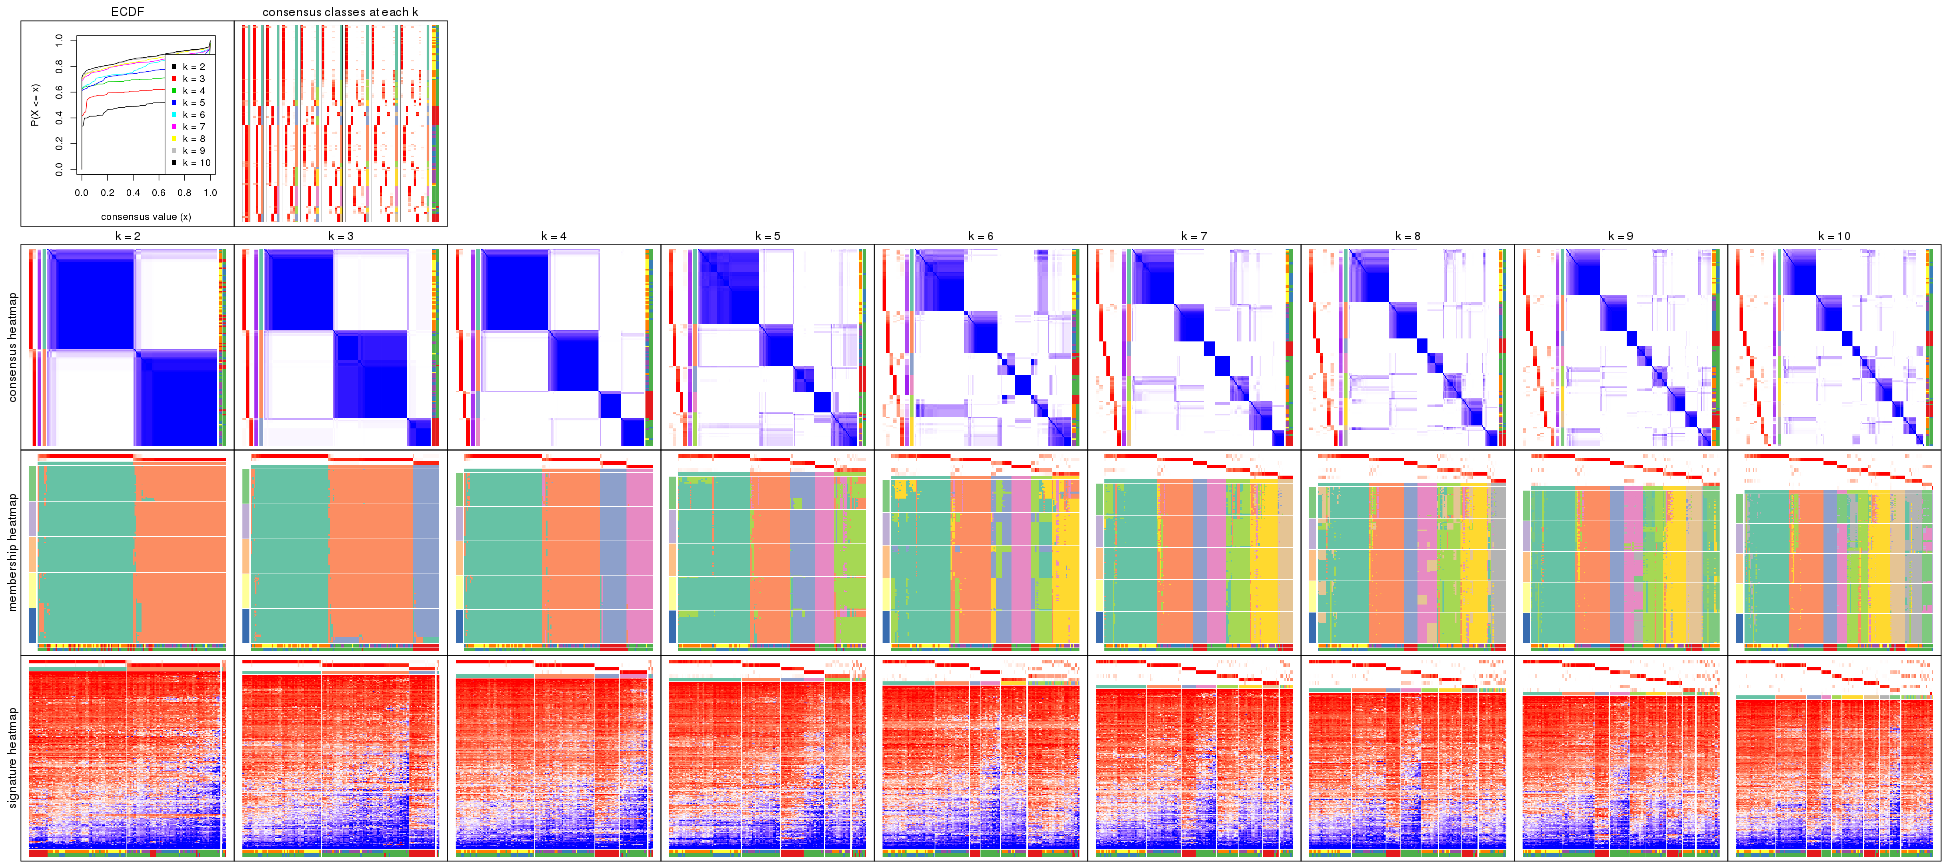 ECDF
consensus classes at each k
P(X <= x)
0.0
0.2
0.4
0.6
0.8
1.0
k = 2
k = 3
k = 4
k = 5
k = 6
k = 7
k = 8
k = 9
k = 10
0.0 0.2 0.4 0.6 0.8 1.0
consensus value (x)
k = 2 k = 3 k = 4 k = 5 k = 6 k = 7 k = 8 k = 9 k = 10
consensus heatmap
membership heatmap
signature heatmap